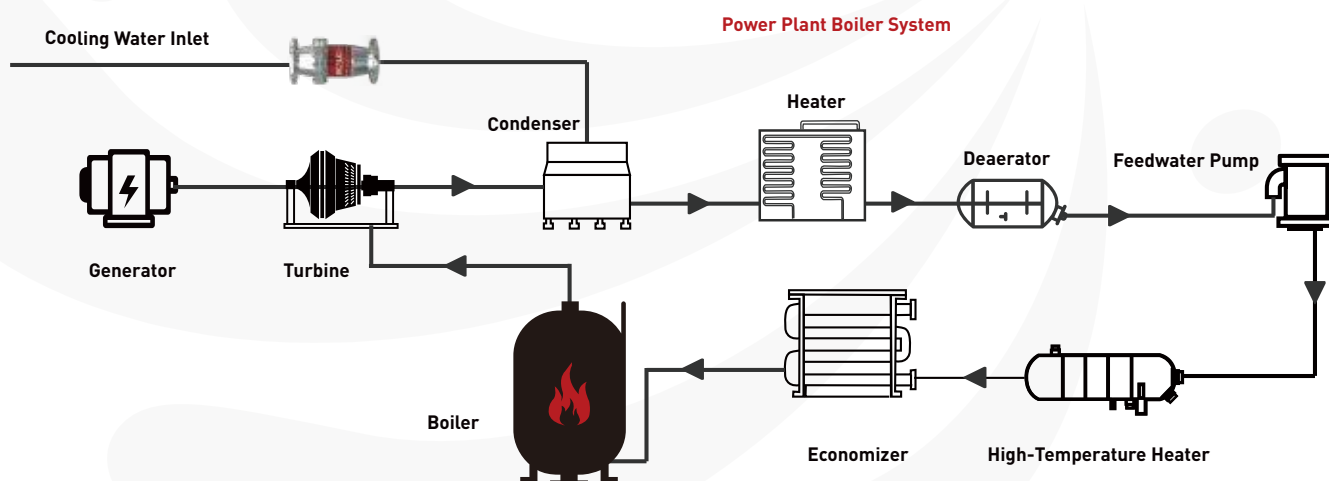 Power Plant Boiler System
Cooling Water Inlet
Condenser
Heater
Deaerator
Feedwater Pump
Generator
Turbine
Boiler
Economizer
High-Temperature Heater